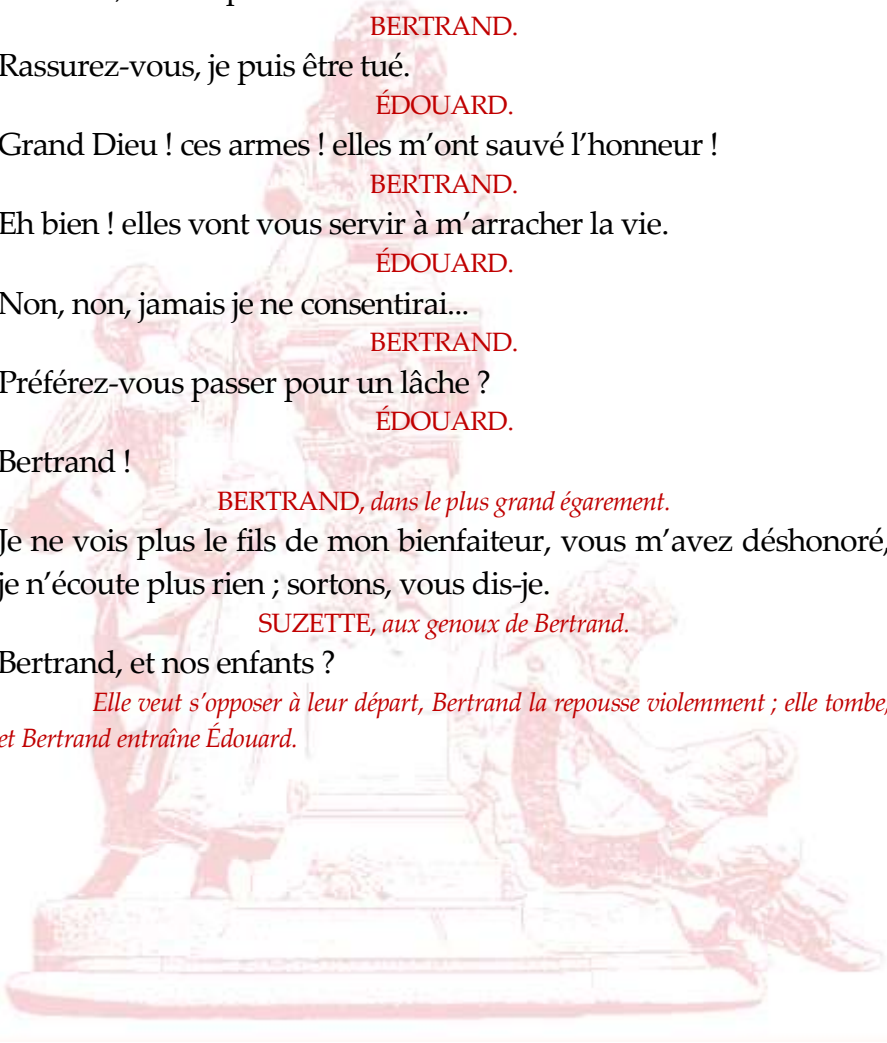 BERTRAND.
Rassurez-vous, je puis être tué.
ÉDOUARD.
Grand Dieu ! ces armes ! elles m’ont sauvé l’honneur !
BERTRAND.
Eh bien ! elles vont vous servir à m’arracher la vie.
ÉDOUARD.
Non, non, jamais je ne consentirai...
BERTRAND.
Préférez-vous passer pour un lâche ?
ÉDOUARD.
Bertrand !
BERTRAND, dans le plus grand égarement.
Je ne vois plus le fils de mon bienfaiteur, vous m’avez déshonoré,
je n’écoute plus rien ; sortons, vous dis-je.
SUZETTE, aux genoux de Bertrand.
Bertrand, et nos enfants ?
Elle veut s’opposer à leur départ, Bertrand la repousse violemment ; elle tombe,
et Bertrand entraîne Édouard.